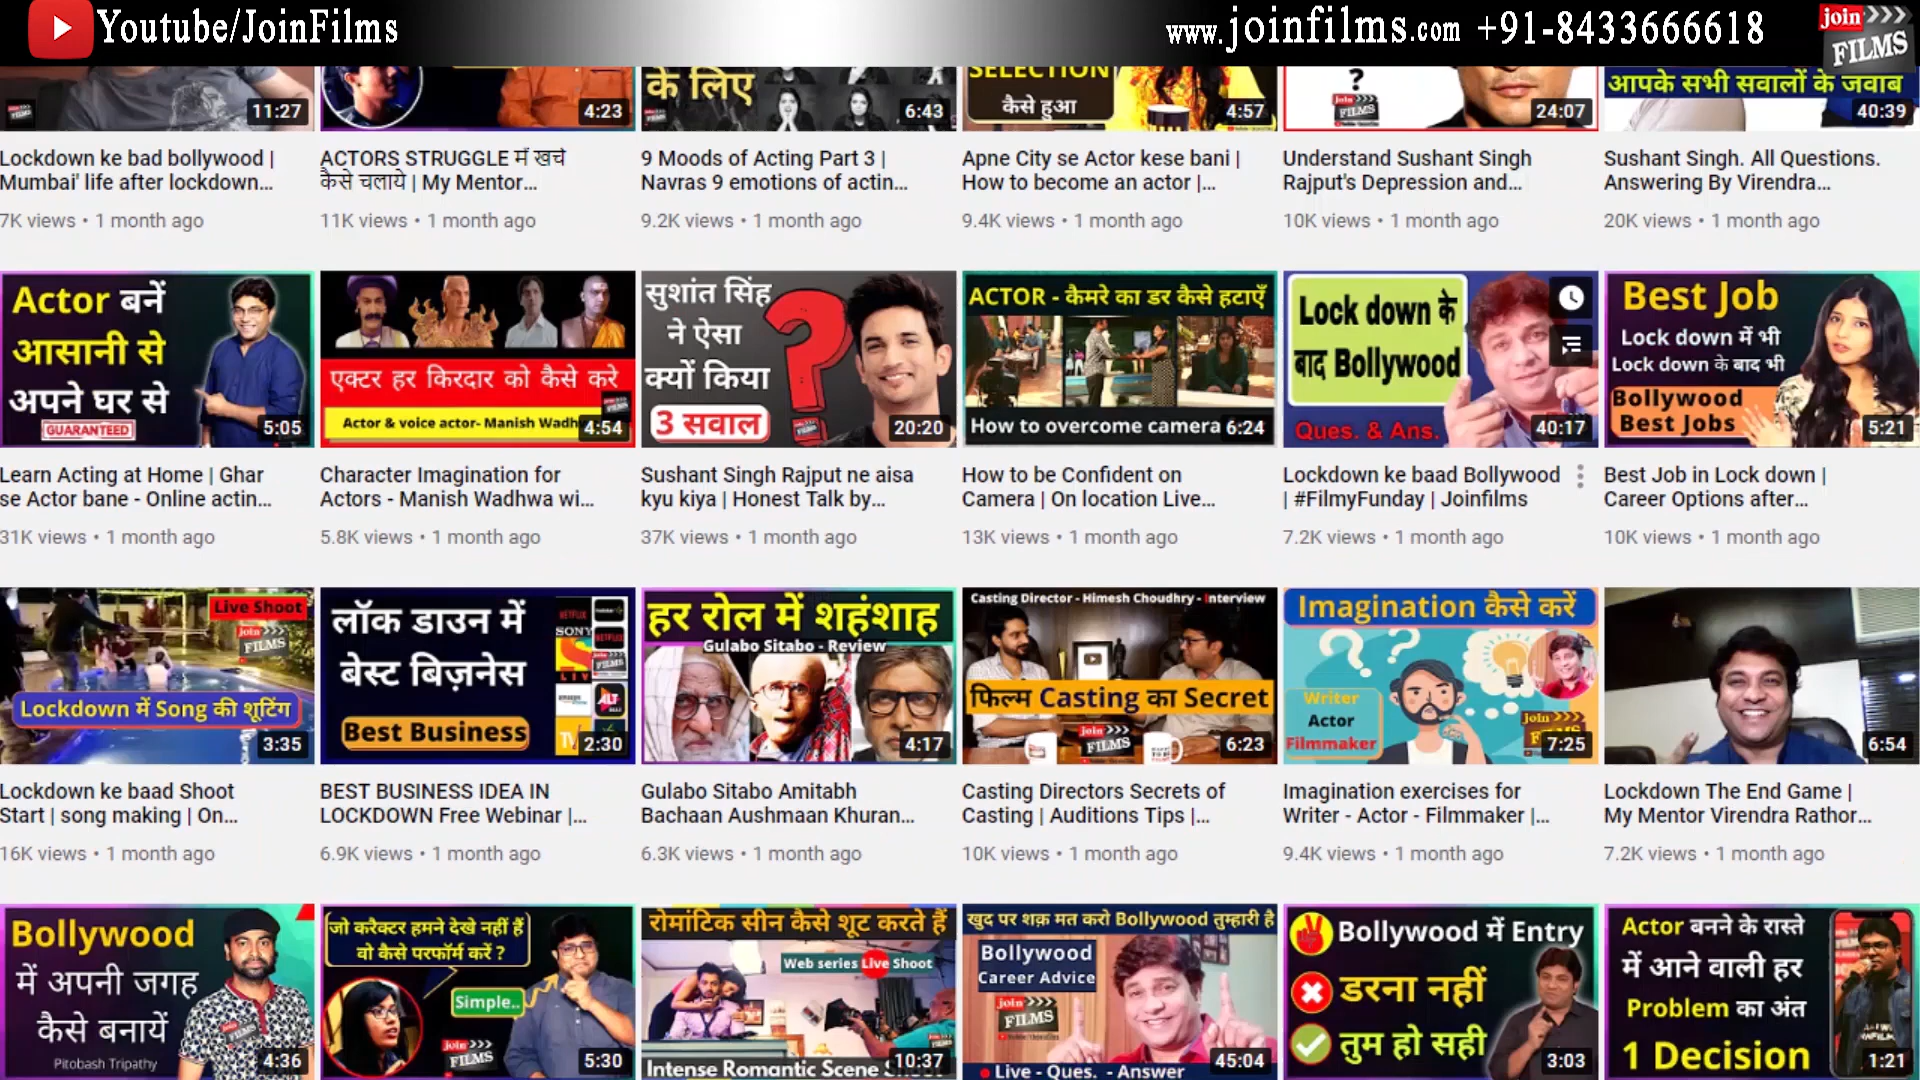 Youtube/JoinFilms
www.joinfilms.com +91-8433666618
join
FILMS
के लिए
SELECTION
कैसे हुआ
?
आपके सभी सवालों के जवाब
11:27
4:23
6:43
4:57
24:07
40:39
Lockdown ke bad bollywood |
Mumbai' life after lockdown...
7K views • 1 month ago
ACTORS STRUGGLE में खर्च
कैसे चलाये | My Mentor...
11K views • 1 month ago
9 Moods of Acting Part 3 |
Navras 9 emotions of actin...
9.2K views • 1 month ago
Apne City se Actor kese bani |
How to become an actor |...
9.4K views • 1 month ago
Understand Sushant Singh
Rajput's Depression and...
10K views • 1 month ago
Sushant Singh. All Questions.
Answering By Virendra...
20K views • 1 month ago
Actor बनें
आसानी से
अपने घर से
GUARANTEED
5:05
एक्टर हर किरदार को कैसे करे
Actor & voice actor- Manish Wadh
4:54
सुशांत सिंह
ने ऐसा
क्यों किया
3 सवाल
?
20:20
ACTOR - कैमरे का डर कैसे हटाएँ
How to overcome camera
6:24
Lock down के
बाद Bollywood
Ques. & Ans.
40:17
Best Job
Lock down में भी
Lock down के बाद भी
Bollywood
Best Jobs
5:21
Learn Acting at Home | Ghar
se Actor bane - Online actin...
31K views • 1 month ago
Character Imagination for
Actors - Manish Wadhwa wi...
5.8K views • 1 month ago
Sushant Singh Rajput ne aisa
kyu kiya | Honest Talk by...
37K views • 1 month ago
How to be Confident on
Camera | On location Live...
13K views • 1 month ago
Lockdown ke baad Bollywood
| #FilmyFunday | Joinfilms
7.2K views • 1 month ago
Best Job in Lock down |
Career Options after...
10K views • 1 month ago
Live Shoot
join
FILMS
Lockdown में Song की शूटिंग
3:35
लॉक डाउन में
बेस्ट बिज़नेस
Best Business
NETFLIX
SONY
LIV
ALT
2:30
हर रोल में शहंशाह
Gulabo Sitabo - Review
4:17
Casting Director - Himesh Choudhry - Interview
फिल्म Casting का Secret
join
FILMS
6:23
Imagination कैसे करें
? ?
Writer
Actor
Filmmaker
join
7:25
6:54
Lockdown ke baad Shoot
Start | song making | On...
16K views • 1 month ago
BEST BUSINESS IDEA IN
LOCKDOWN Free Webinar |...
6.9K views • 1 month ago
Gulabo Sitabo Amitabh
Bachaan Aushmaan Khuran...
6.3K views • 1 month ago
Casting Directors Secrets of
Casting | Auditions Tips |...
10K views • 1 month ago
Imagination exercises for
Writer - Actor - Filmmaker |...
9.4K views • 1 month ago
Lockdown The End Game |
My Mentor Virendra Rathor...
7.2K views • 1 month ago
Bollywood
में अपनी जगह
कैसे बनायें
Pitobash Tripathy
4:36
जो करैक्टर हमने देखे नहीं हैं
वो कैसे परफॉर्म करें ?
Simple..
join
FILMS
5:30
रोमांटिक सीन कैसे शूट करते हैं
Web series Live Shoot
Intense Romantic Scene
10:37
खुद पर शक़ मत करो Bollywood तुम्हारी है
Bollywood
Career Advice
join
FILMS
Live - Ques. - Answer
45:04
Bollywood में Entry
डरना नहीं
तुम हो सही
3:03
Actor बनने के रास्ते
में आने वाली हर
Problem का अंत
1 Decision
1:21